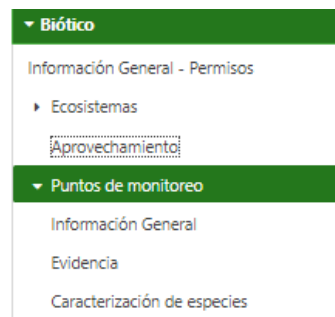 Biótico
Información General - Permisos
Ecosistemas
Aprovechamiento
Puntos de monitoreo
Información General
Evidencia
Caracterización de especies